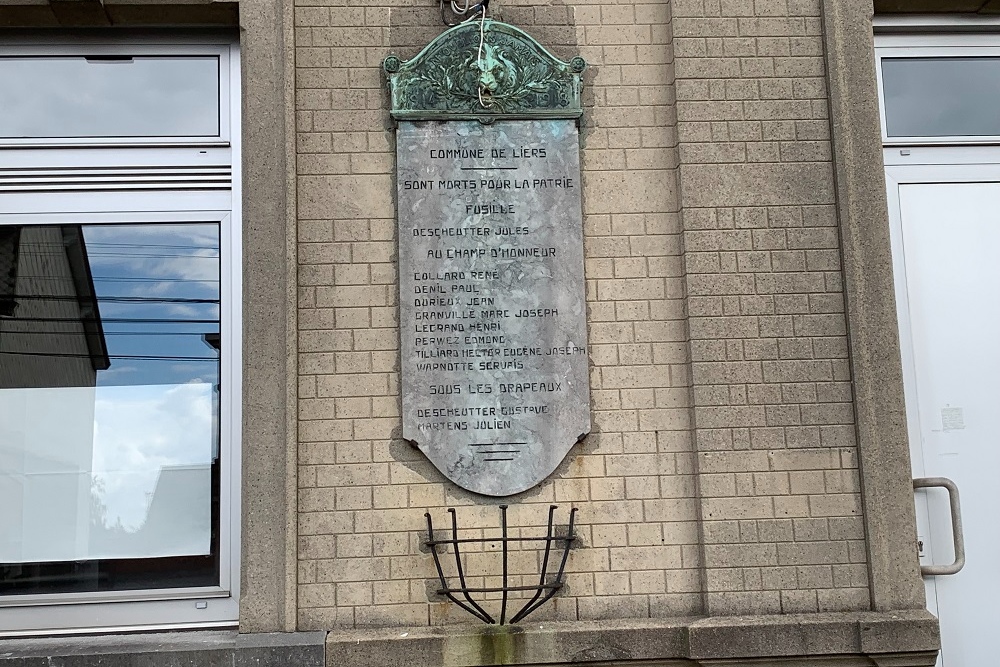 COMMUNE DE LIERS
SONT MORTS POUR LA PATRIE
FUSILLE
DESCHEUTTER JULES
AU CHAMP D'HONNEUR
COLLARD RENÉ
DENIL PAUL
DURIEUX JEAN
GRANVILLE MARC JOSEPH
LEGRAND HENRI
PERWEZ EDMOND
TILLIARD HECTOR EUGÈNE JOSEPH
WARNOTTE SERVAIS
SOUS LES DRAPEAUX
DESCHEUTTER GUSTAVE
MARTENS JULIEN